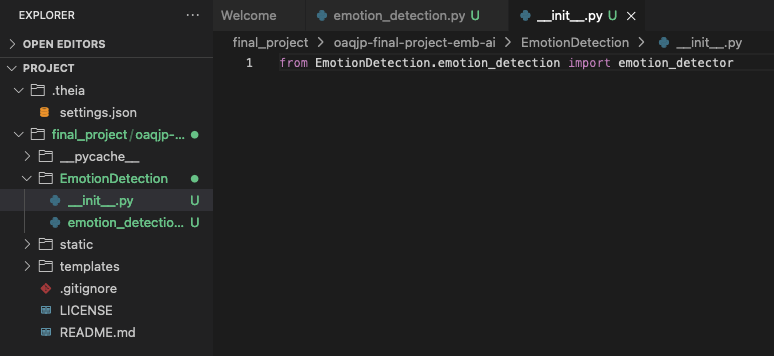 EXPLORER ...
OPEN EDITORS
PROJECT
.theia
settings.json
final_project/oaqjp-...
__pycache__
EmotionDetection
__init__.py U
emotion_detectio... U
static
templates
.gitignore
LICENSE
README.md
Welcome emotion_detection.py U __init__.py U
final_project > oaqjp-final-project-emb-ai > EmotionDetection > __init__.py
1 from EmotionDetection.emotion_detection import emotion_detector